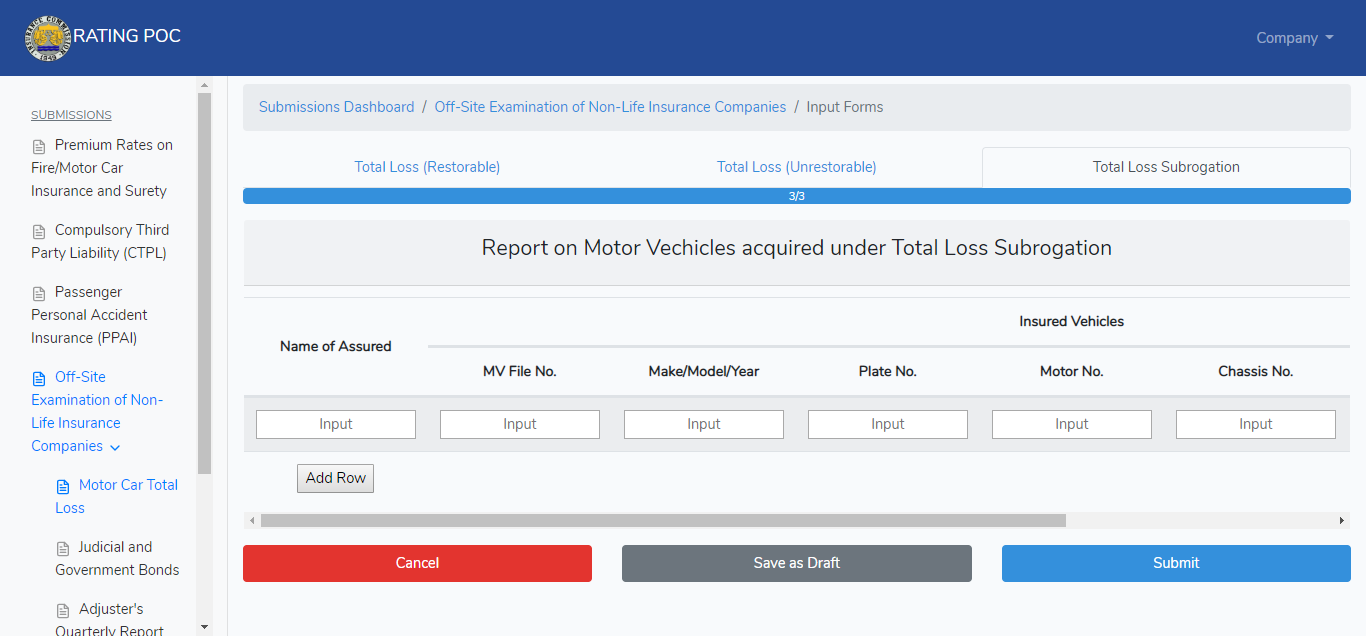 INSURANCE COMMISSION
1949
RATING POC
Company
SUBMISSIONS
Premium Rates on
Fire/Motor Car
Insurance and Surety
Compulsory Third
Party Liability (CTPL)
Passenger
Personal Accident
Insurance (PPAI)
Off-Site
Examination of Non-
Life Insurance
Companies
Motor Car Total
Loss
Judicial and
Government Bonds
Adjuster's
Quarterly Report
Submissions Dashboard / Off-Site Examination of Non-Life Insurance Companies / Input Forms
Total Loss (Restorable) Total Loss (Unrestorable) Total Loss Subrogation
3/3
Report on Motor Vechicles acquired under Total Loss Subrogation
Insured Vehicles
Name of Assured
MV File No. Make/Model/Year Plate No. Motor No. Chassis No.
Input Input Input Input Input Input
Add Row
Cancel Save as Draft Submit